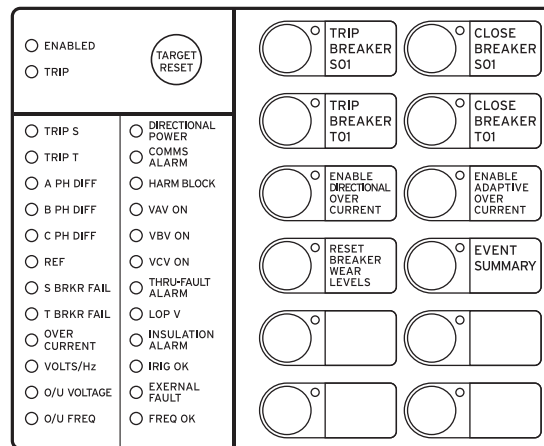 ENABLED
TRIP
TARGET
RESET
TRIP S
TRIP T
A PH DIFF
B PH DIFF
C PH DIFF
REF
S BRKR FAIL
T BRKR FAIL
OVER
CURRENT
VOLTS/Hz
O/U VOLTAGE
O/U FREQ
DIRECTIONAL
POWER
COMMS
ALARM
HARM BLOCK
VAV ON
VBV ON
VCV ON
THRU-FAULT
ALARM
LOP V
INSULATION
ALARM
IRIG OK
EXERNAL
FAULT
FREQ OK
TRIP
BREAKER
S01
CLOSE
BREAKER
S01
TRIP
BREAKER
T01
CLOSE
BREAKER
T01
ENABLE
DIRECTIONAL
OVER
CURRENT
ENABLE
ADAPTIVE
OVER
CURRENT
RESET
BREAKER
WEAR
LEVELS
EVENT
SUMMARY